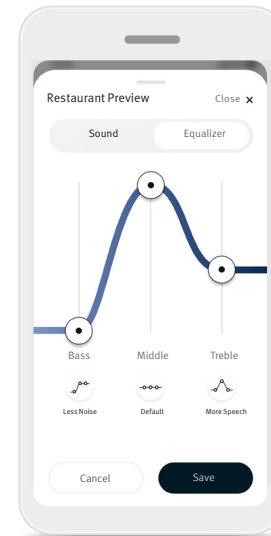 Restaurant Preview Close ×
Sound Equalizer
Bass Middle Treble
Less Noise Default More Speech
Cancel Save